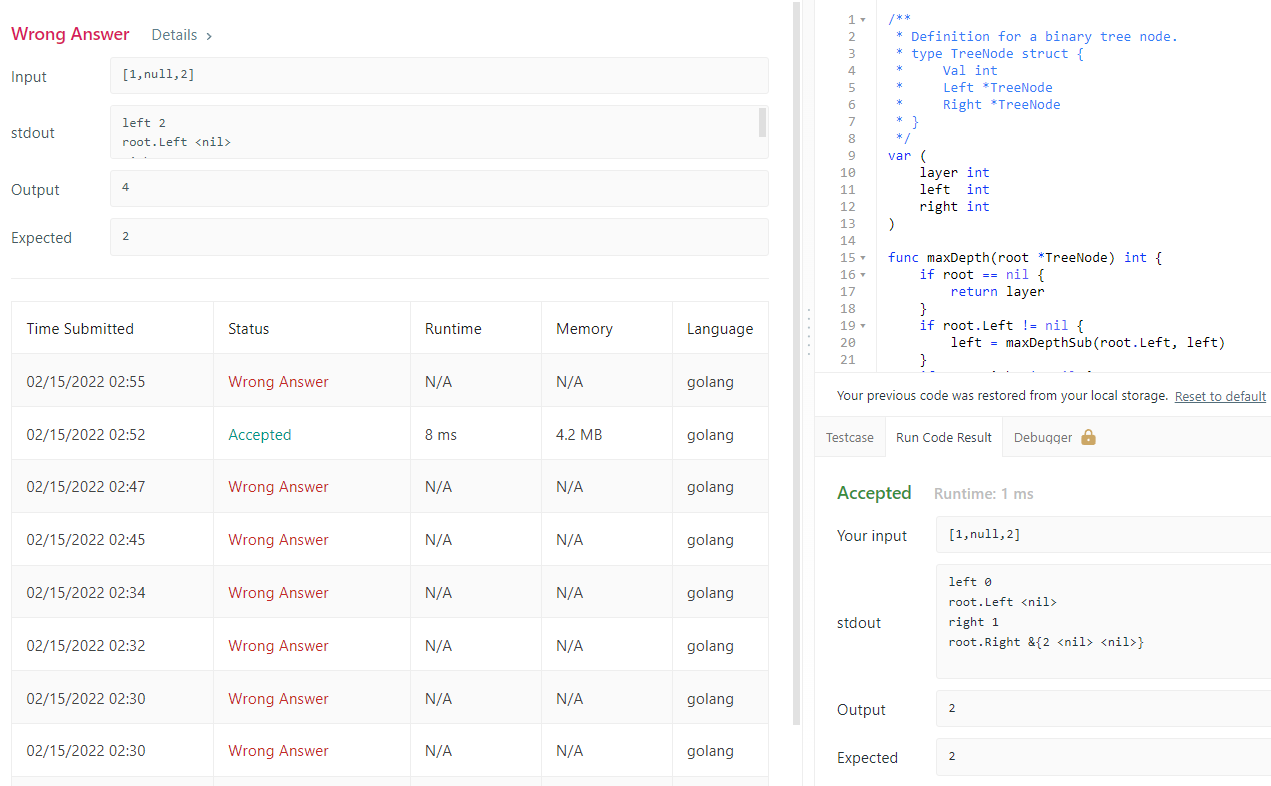 Wrong Answer Details >
Input [1,null,2]
stdout left 2
root.Left <nil>
Output 4
Expected 2
Time Submitted Status Runtime Memory Language
02/15/2022 02:55 Wrong Answer N/A N/A golang
02/15/2022 02:52 Accepted 8 ms 4.2 MB golang
02/15/2022 02:47 Wrong Answer N/A N/A golang
02/15/2022 02:45 Wrong Answer N/A N/A golang
02/15/2022 02:34 Wrong Answer N/A N/A golang
02/15/2022 02:32 Wrong Answer N/A N/A golang
02/15/2022 02:30 Wrong Answer N/A N/A golang
02/15/2022 02:30 Wrong Answer N/A N/A golang
1 /**
2 * Definition for a binary tree node.
3 * type TreeNode struct {
4 * Val int
5 * Left *TreeNode
6 * Right *TreeNode
7 * }
8 */
9 var (
10 layer int
11 left int
12 right int
13 )
14
15 func maxDepth(root *TreeNode) int {
16 if root == nil {
17 return layer
18 }
19 if root.Left != nil {
20 left = maxDepthSub(root.Left, left)
21 }
Your previous code was restored from your local storage. Reset to default
Testcase Run Code Result Debugger
Accepted Runtime: 1 ms
Your input [1,null,2]
stdout left 0
root.Left <nil>
right 1
root.Right &{2 <nil> <nil>}
Output 2
Expected 2